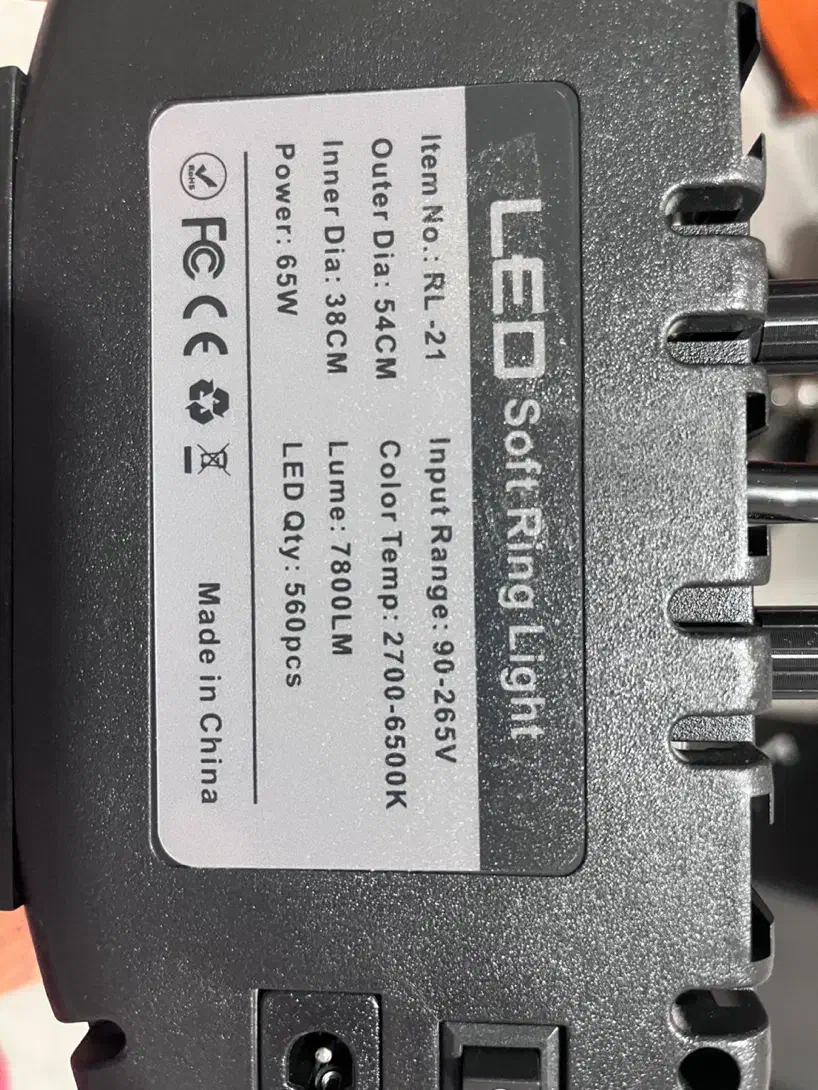 LED Soft Ring Light
Item No.: RL -21 Input Range: 90-265V
Outer Dia: 54CM Color Temp: 2700-6500K
Inner Dia: 38CM Lume: 7800LM
Power: 65W LED Qty: 560pcs
RoHS FC CE Made in China